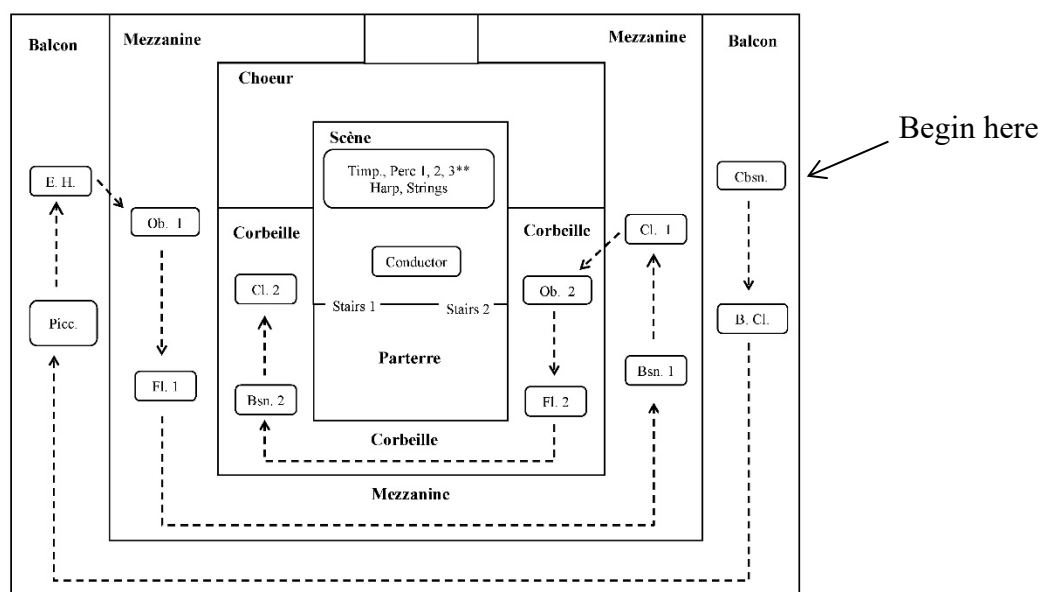 Balcon
Mezzanine
Mezzanine
Balcon
Choeur
Begin here
Scène
Timp., Perc 1, 2, 3**
Harp, Strings
E. H.
Cbsn.
Ob. 1
Corbeille
Corbeille
Cl. 1
Conductor
Cl. 2
Ob. 2
Stairs 1
Stairs 2
Picc.
B. Cl.
Parterre
Fl. 1
Bsn. 2
Fl. 2
Bsn. 1
Corbeille
Mezzanine